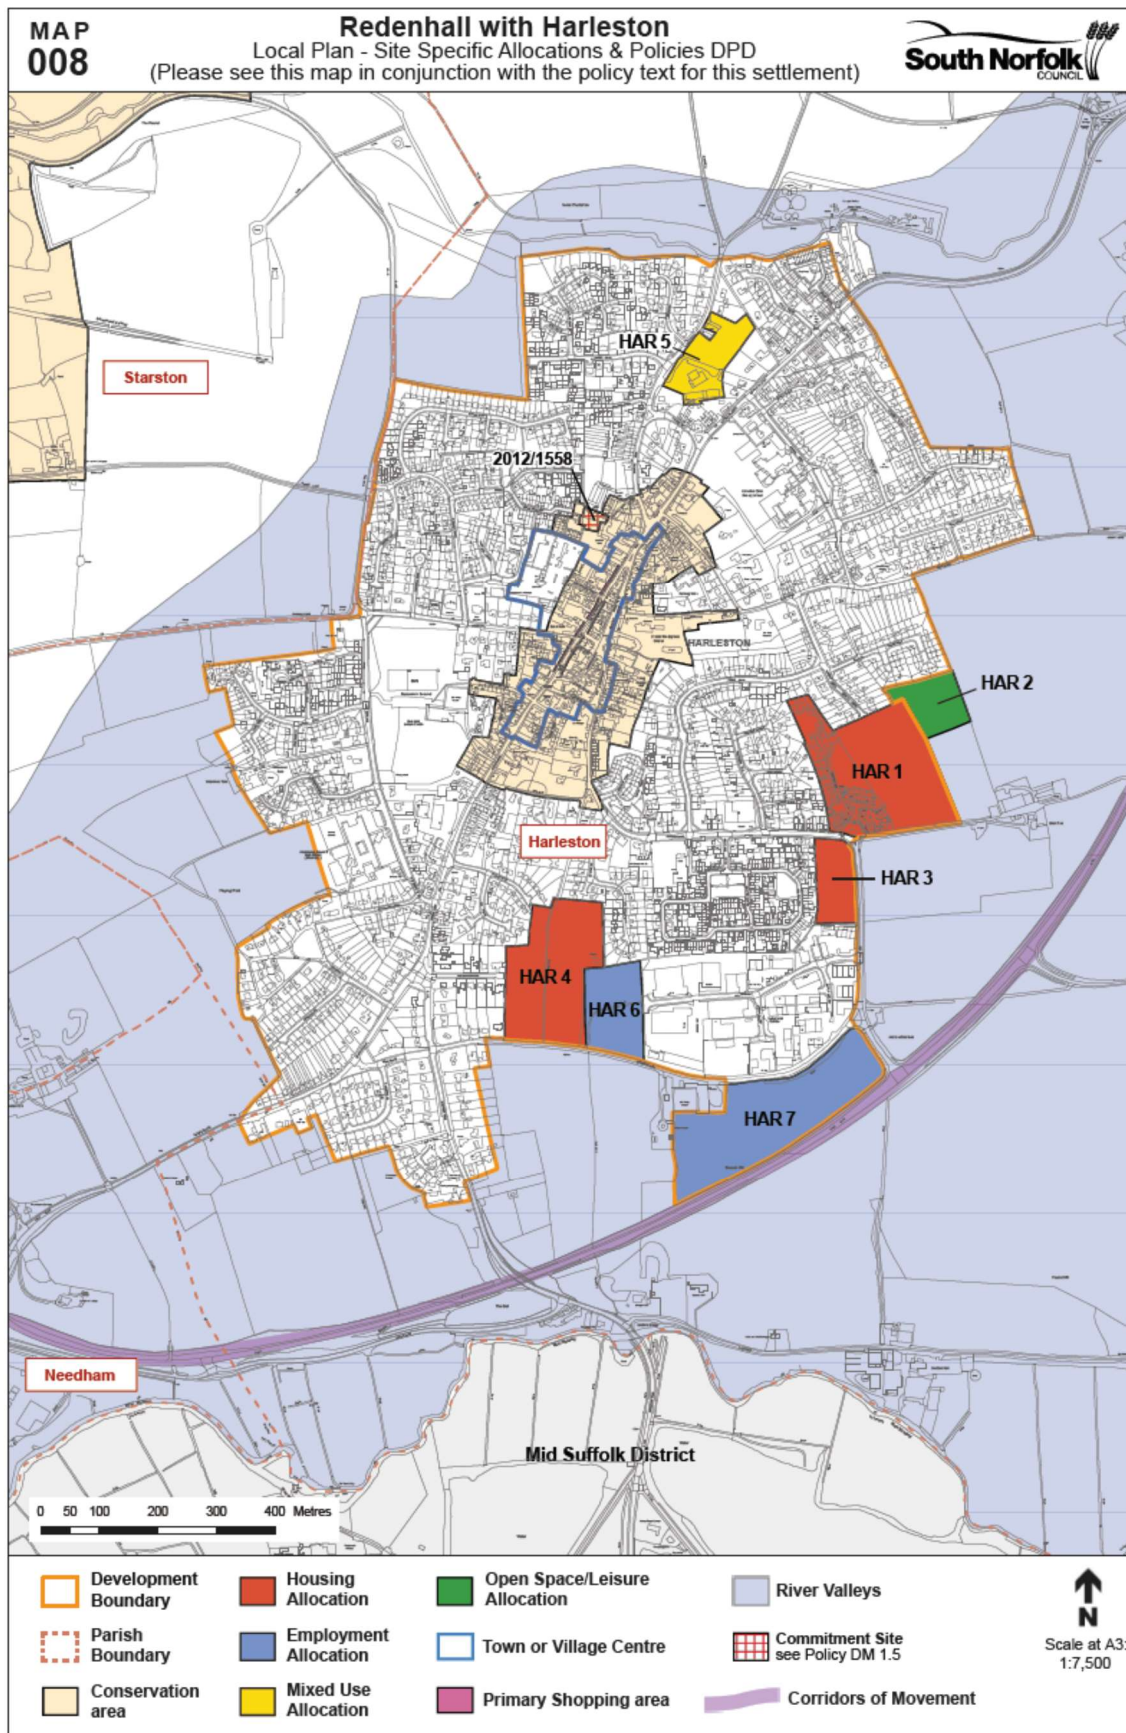 MAP
008
Redenhall with Harleston
Local Plan - Site Specific Allocations & Policies DPD
(Please see this map in conjunction with the policy text for this settlement)
South Norfolk
COUNCIL
HAR 5
Starston
2012/1558
HARLESTON
HAR 2
HAR 1
Harleston
HAR 3
HAR 4
HAR 6
HAR 7
Needham
Mid Suffolk District
0 50 100 200 300 400 Metres
Development
Boundary
Housing
Allocation
Open Space/Leisure
Allocation
River Valleys
Parish
Boundary
Employment
Allocation
Town or Village Centre
Commitment Site
see Policy DM 1.5
Conservation
area
Mixed Use
Allocation
Primary Shopping area
Corridors of Movement
N
Scale at A3:
1:7,500